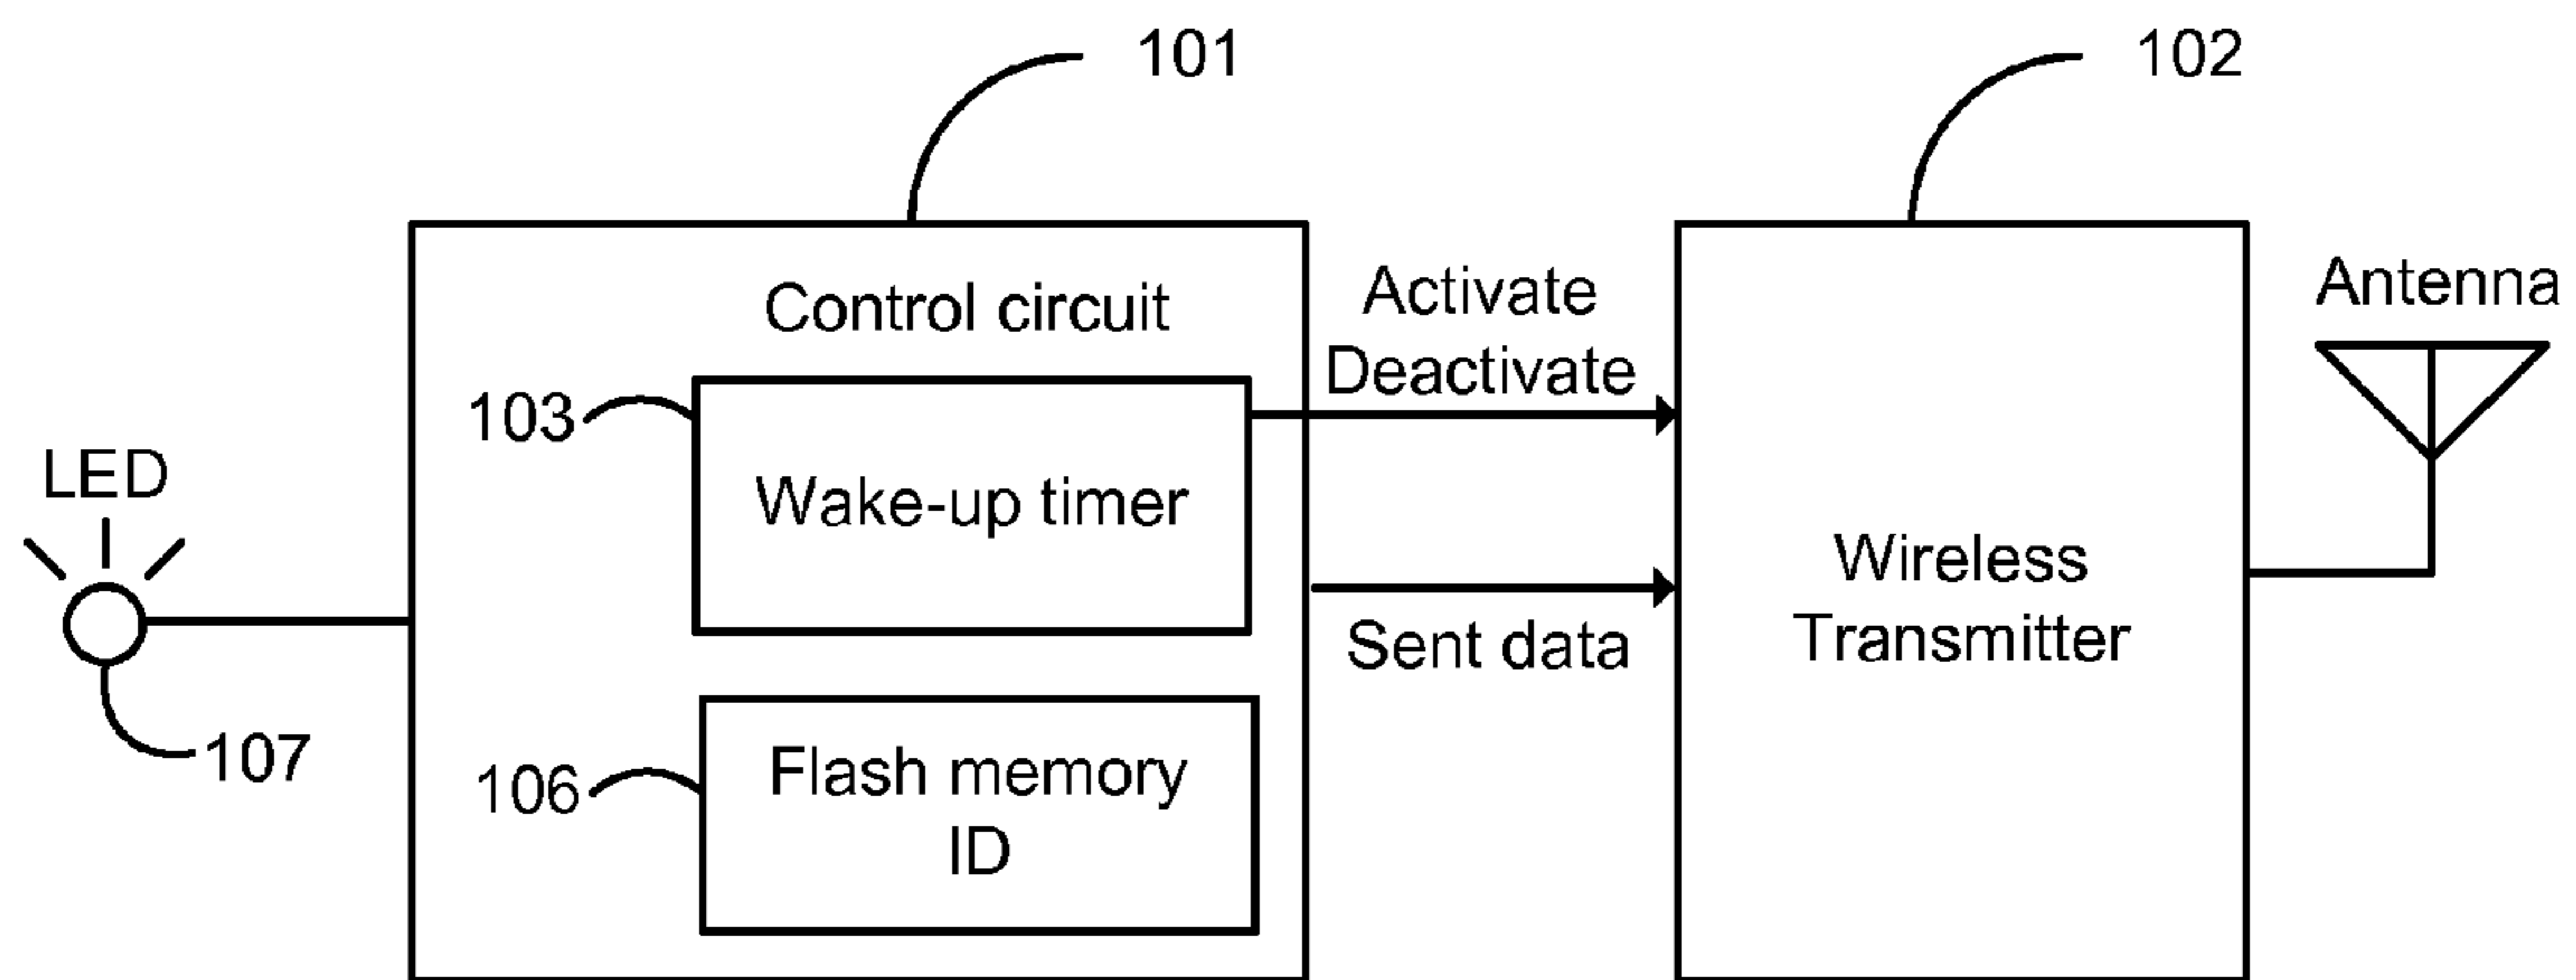 101
102
Control circuit
Activate
Deactivate
Antenna
103
Wake-up timer
LED
Wireless
Transmitter
Sent data
107
106
Flash memory
ID